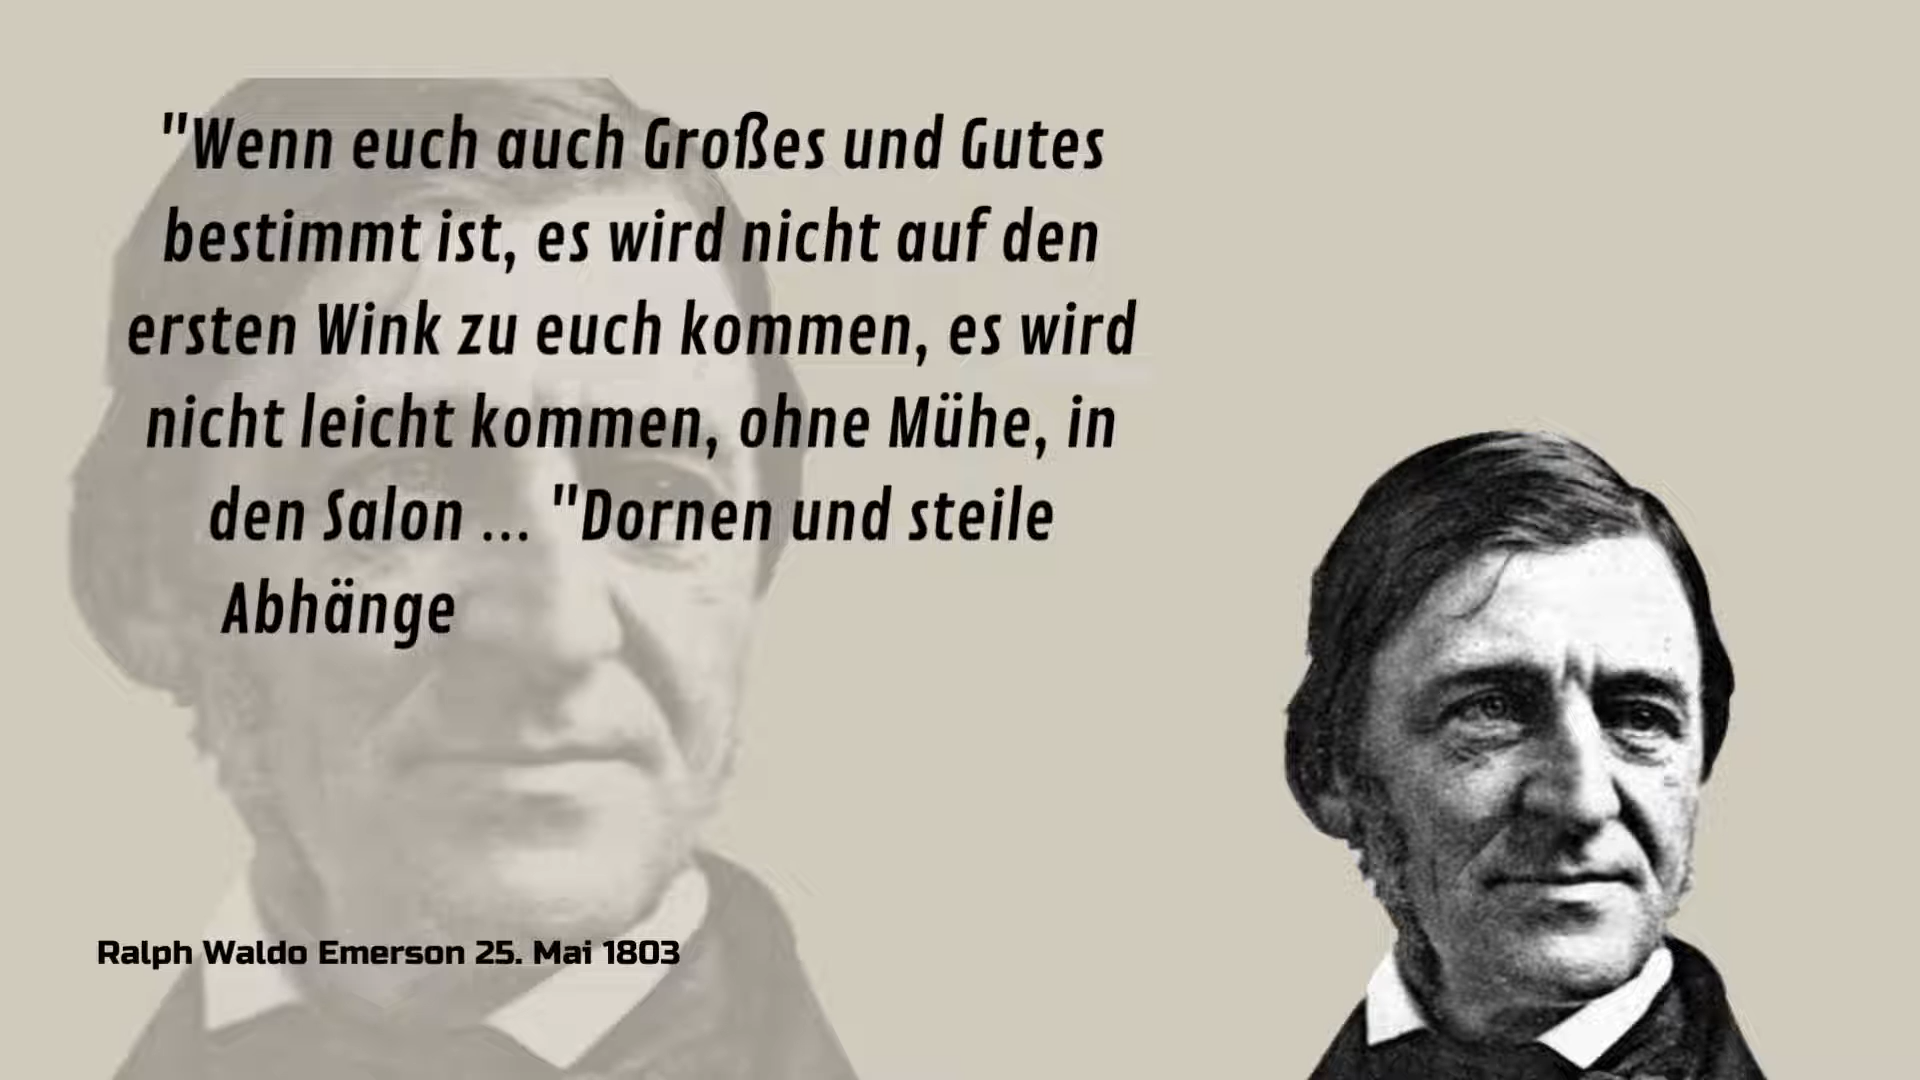 "Wenn euch auch Großes und Gutes
bestimmt ist, es wird nicht auf den
ersten Wink zu euch kommen, es wird
nicht leicht kommen, ohne Mühe, in
den Salon ... "Dornen und steile
Abhänge
Ralph Waldo Emerson 25. Mai 1803